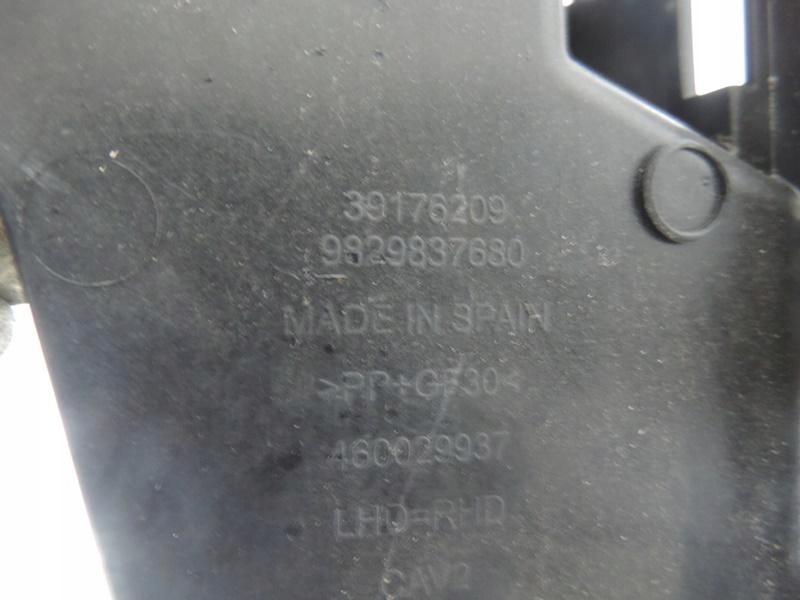 39176209
9829837680
MADE IN SPAIN
>PP+GF30<
460029937
LHD=RHD
CAV2